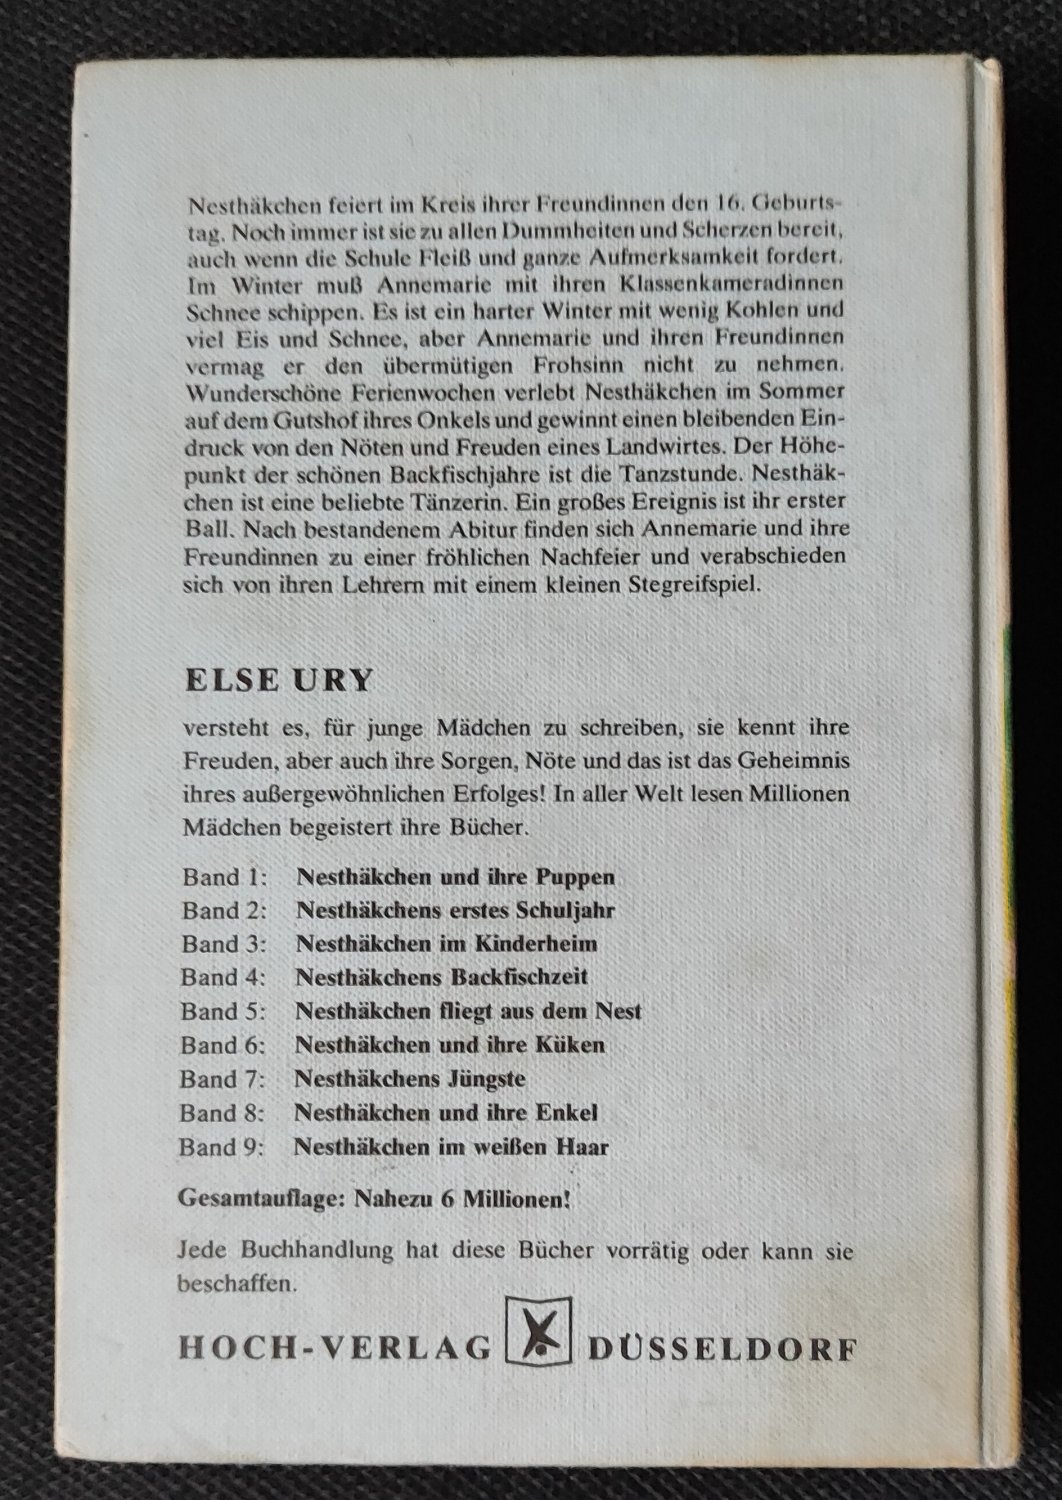 Nesthäkchen feiert im Kreis ihrer Freundinnen den 16. Geburts-
tag. Noch immer ist sie zu allen Dummheiten und Scherzen bereit,
auch wenn die Schule Fleiß und ganze Aufmerksamkeit fordert.
Im Winter muß Annemarie mit ihren Klassenkameradinnen
Schnee schippen. Es ist ein harter Winter mit wenig Kohlen und
viel Eis und Schnee, aber Annemarie und ihren Freundinnen
vermag er den übermütigen Frohsinn nicht zu nehmen.
Wunderschöne Ferienwochen verlebt Nesthäkchen im Sommer
auf dem Gutshof ihres Onkels und gewinnt einen bleibenden Ein-
druck von den Nöten und Freuden eines Landwirtes. Der Höhe-
punkt der schönen Backfischjahre ist die Tanzstunde. Nesthäk-
chen ist eine beliebte Tänzerin. Ein großes Ereignis ist ihr erster
Ball. Nach bestandenem Abitur finden sich Annemarie und ihre
Freundinnen zu einer fröhlichen Nachfeier und verabschieden
sich von ihren Lehrern mit einem kleinen Stegreifspiel.
ELSE URY
versteht es, für junge Mädchen zu schreiben, sie kennt ihre
Freuden, aber auch ihre Sorgen, Nöte und das ist das Geheimnis
ihres außergewöhnlichen Erfolges! In aller Welt lesen Millionen
Mädchen begeistert ihre Bücher.
Band 1: Nesthäkchen und ihre Puppen
Band 2: Nesthäkchens erstes Schuljahr
Band 3: Nesthäkchen im Kinderheim
Band 4: Nesthäkchens Backfischzeit
Band 5: Nesthäkchen fliegt aus dem Nest
Band 6: Nesthäkchen und ihre Küken
Band 7: Nesthäkchens Jüngste
Band 8: Nesthäkchen und ihre Enkel
Band 9: Nesthäkchen im weißen Haar
Gesamtauflage: Nahezu 6 Millionen!
Jede Buchhandlung hat diese Bücher vorrätig oder kann sie
beschaffen.
HOCH-VERLAG DÜSSELDORF